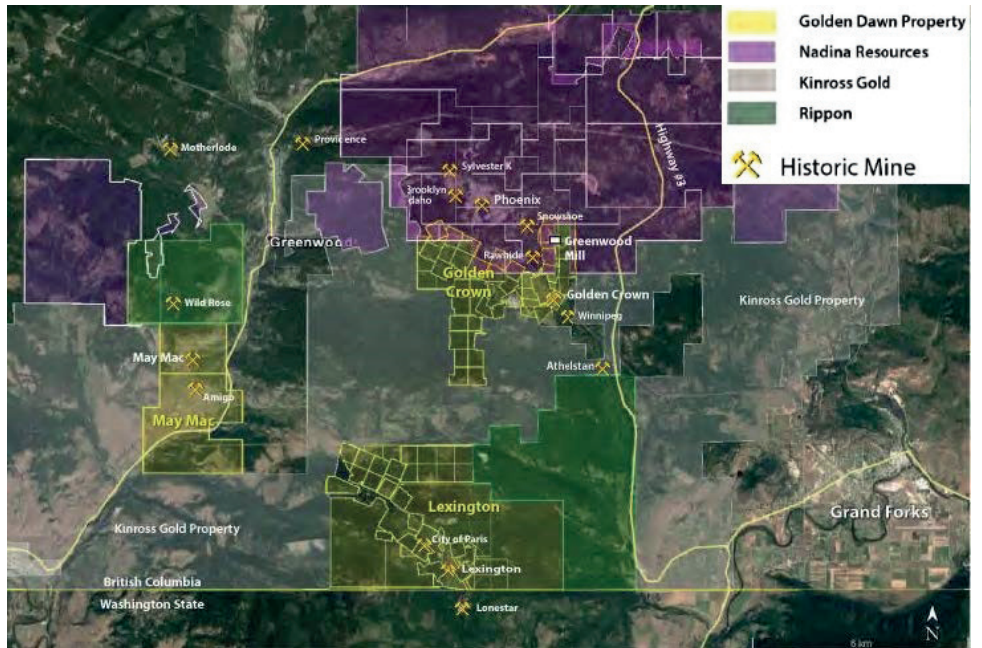 Golden Dawn Property
Nadina Resources
Kinross Gold
Rippon
Historic Mine
Motherlode
Providence
Highway #3
Sylvester K
Brooklyn
Idaho
Phoenix
Snowshoe
Greenwood
Greenwood
Mill
Rawhide
Golden
Crown
Golden Crown
Kinross Gold Property
Wild Rose
Winnipeg
May Mac
Athelstan
Amigo
May Mac
Lexington
Grand Forks
Kinross Gold Property
City of Paris
Lexington
British Columbia
Washington State
Lonestar
N
6 km